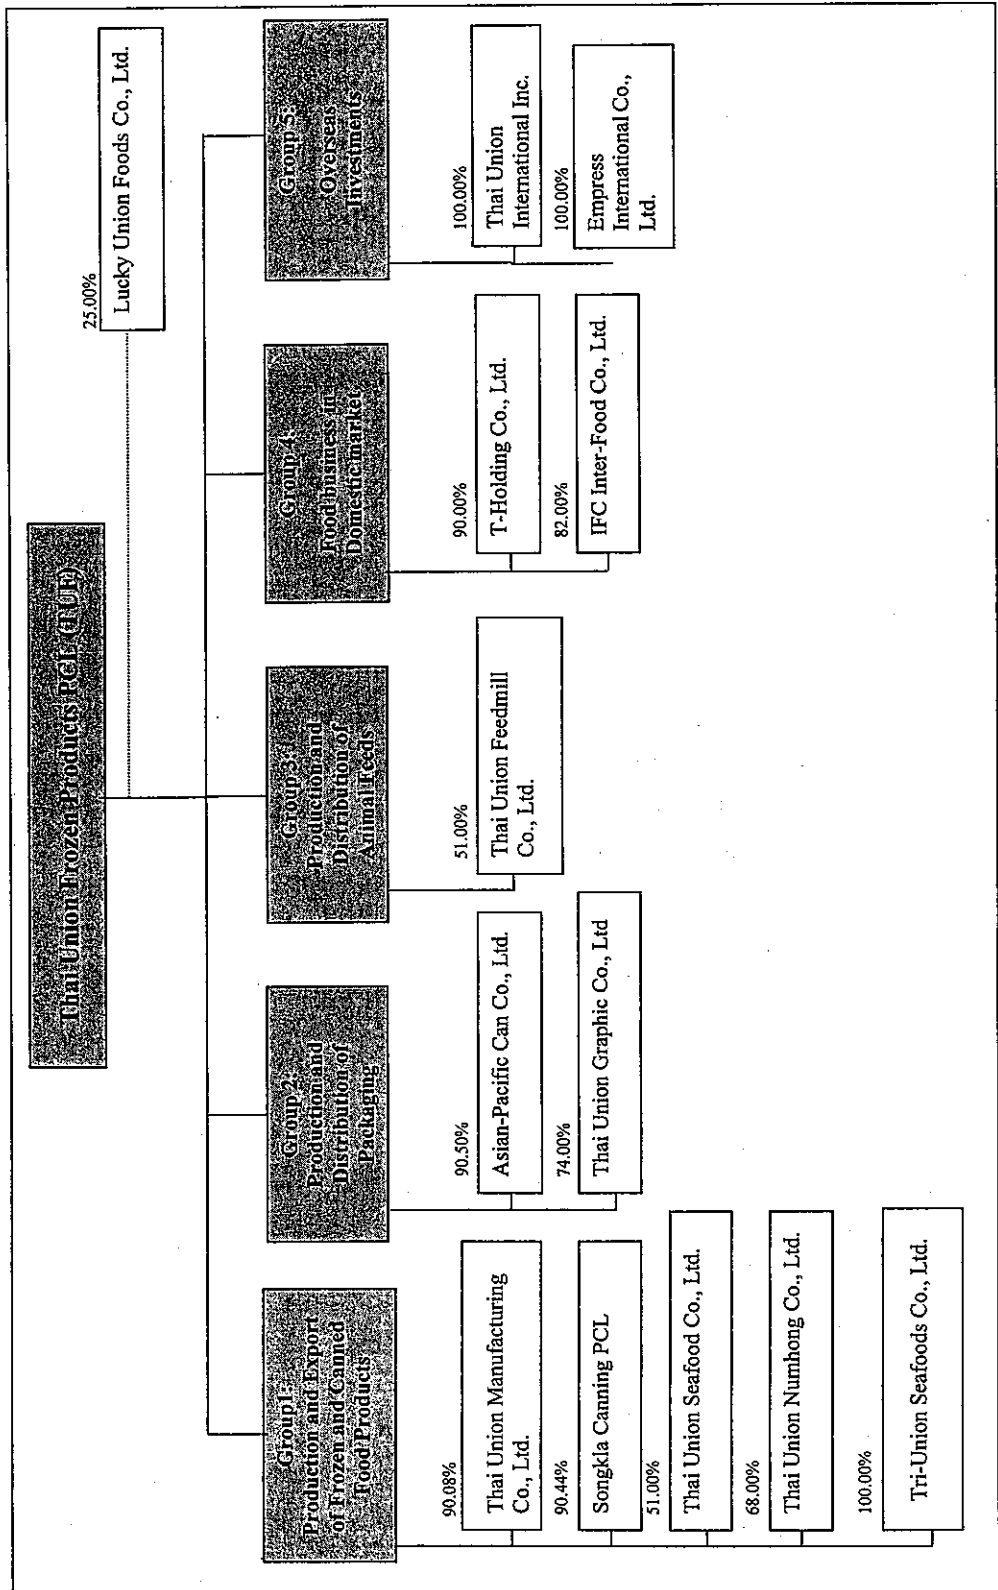 Thai Union Frozen Products PCL (TUF)
25.00%
Lucky Union Foods Co., Ltd.
Group1:
Production and Export
of Frozen and Canned
Food Products
90.08%
Thai Union Manufacturing
Co., Ltd.
90.44%
Songkla Canning PCL
51.00%
Thai Union Seafood Co., Ltd.
68.00%
Thai Union Numhong Co., Ltd.
100.00%
Tri-Union Seafoods Co., Ltd.
Group 2:
Production and
Distribution of
Packaging
90.50%
Asian-Pacific Can Co., Ltd.
74.00%
Thai Union Graphic Co., Ltd
Group 3:
Production and
Distribution of
Animal Feeds
51.00%
Thai Union Feedmill
Co., Ltd.
Group 4:
Food business in
Domestic market
90.00%
T-Holding Co., Ltd.
82.00%
IFC Inter-Food Co., Ltd.
Group 5:
Overseas
Investments
100.00%
Thai Union
International Inc.
100.00%
Empress
International Co.,
Ltd.